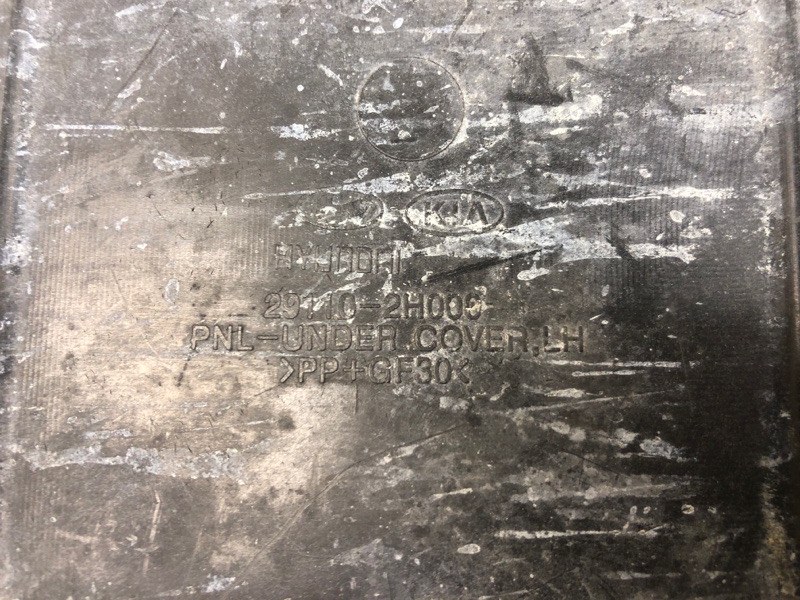 KIA
HYUNDAI
29110-2H000
PNL-UNDER COVER,LH
>PP+GF30<